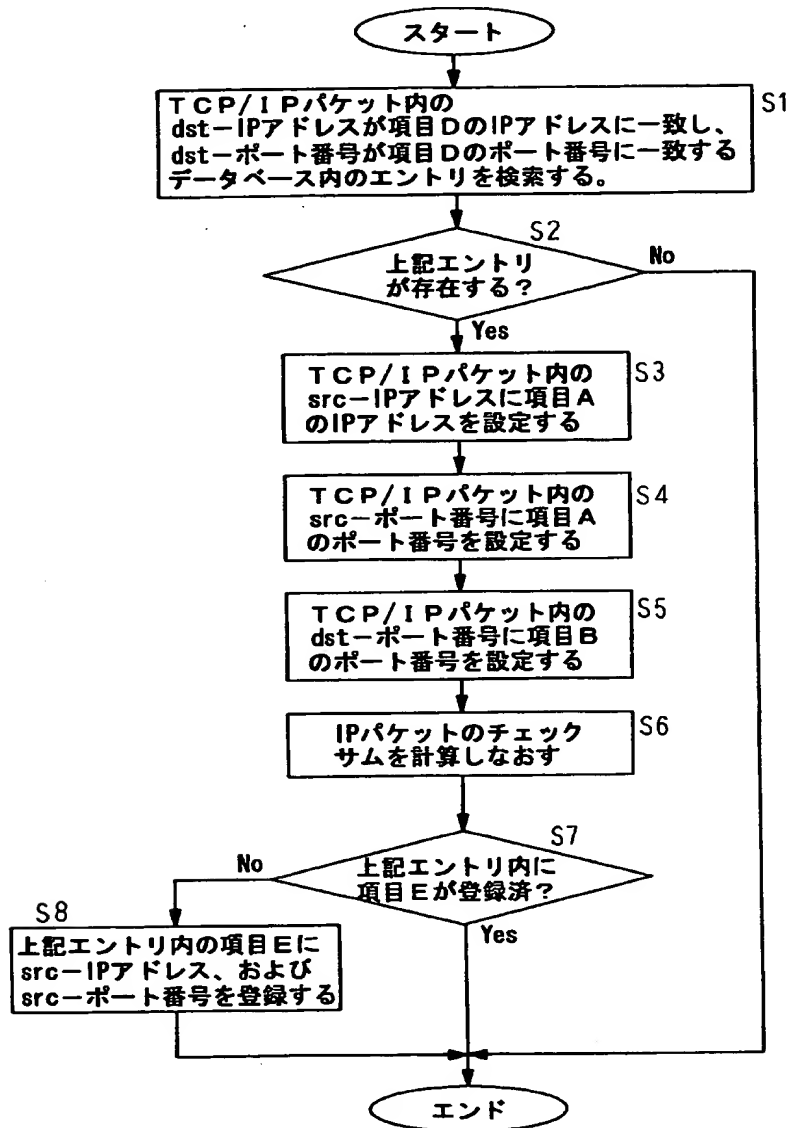 スタート
TCP/IPパケット内の
dst-IPアドレスが項目DのIPアドレスに一致し、
dst-ポート番号が項目Dのポート番号に一致する
データベース内のエントリを検索する。
S1
S2
上記エントリ
が存在する?
No
Yes
TCP/IPパケット内の
src-IPアドレスに項目A
のIPアドレスを設定する
S3
TCP/IPパケット内の
src-ポート番号に項目A
のポート番号を設定する
S4
TCP/IPパケット内の
dst-ポート番号に項目B
のポート番号を設定する
S5
IPパケットのチェック
サムを計算しなおす
S6
S7
上記エントリ内に
項目Eが登録済?
No
Yes
S8
上記エントリ内の項目Eに
src-IPアドレス、および
src-ポート番号を登録する
エンド